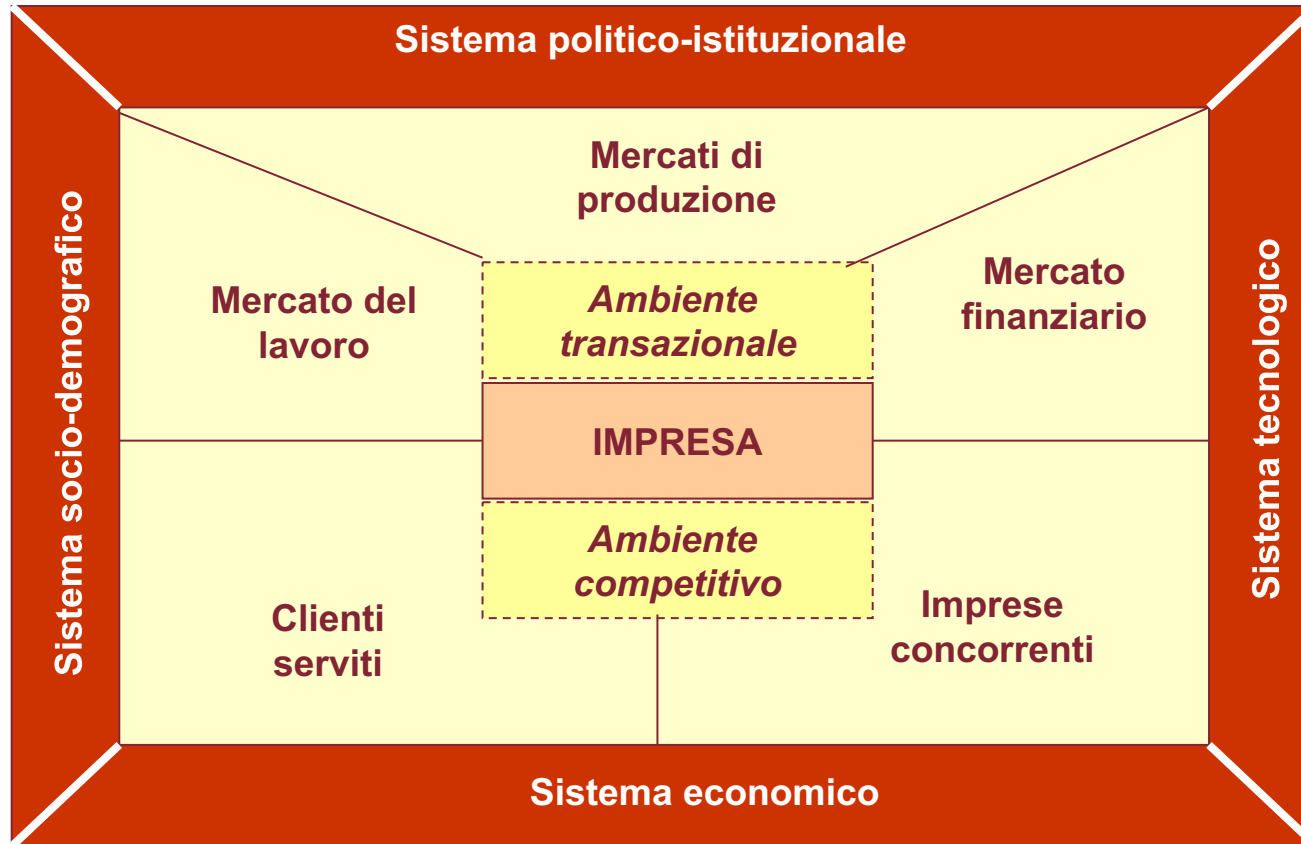 Sistema politico-istituzionale
Mercati di
produzione
Sistema socio-demografico
Mercato del
lavoro
Ambiente
transazionale
Mercato
finanziario
Sistema tecnologico
IMPRESA
Ambiente
competitivo
Clienti
serviti
Imprese
concorrenti
Sistema economico